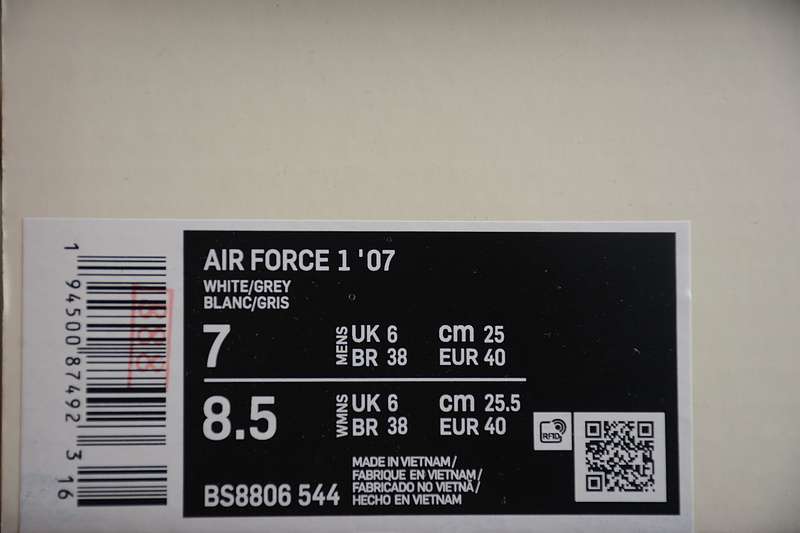 AIR FORCE 1 '07
WHITE/GREY
BLANC/GRIS
7 MENS UK 6 cm 25
BR 38 EUR 40
8.5 WMNS UK 6 cm 25.5
BR 38 EUR 40
RFID
MADE IN VIETNAM/
FABRIQUE EN VIETNAM/
FABRICADO NO VIETNÃ/
HECHO EN VIETNAM
BS8806 544
1 94500 87492 3 16
888